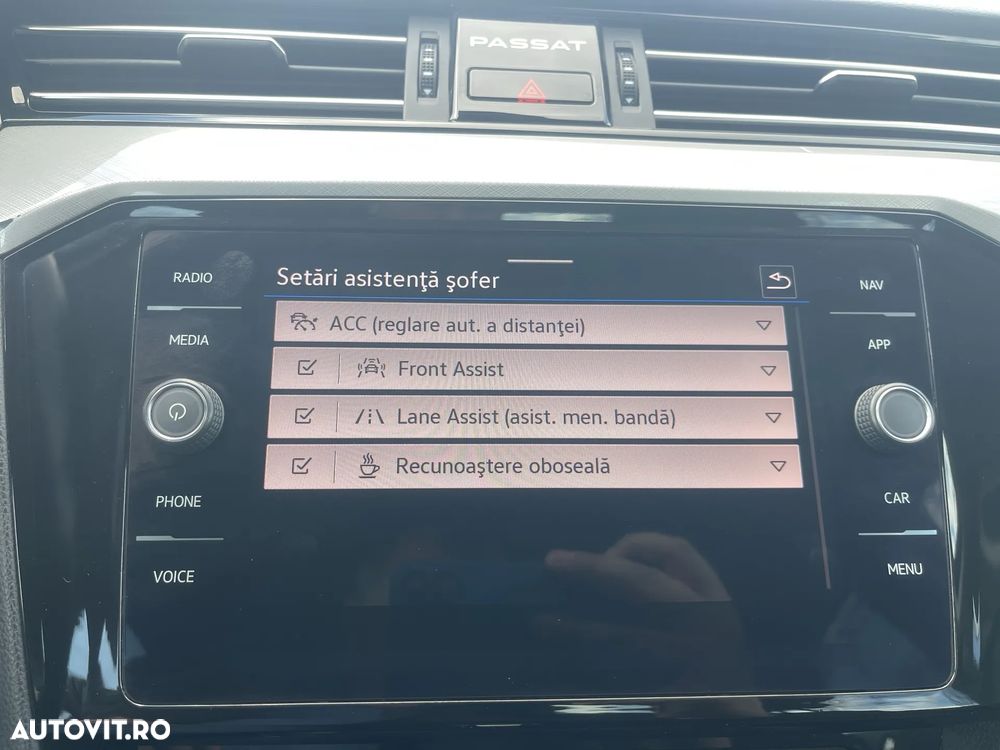 PASSAT
RADIO
MEDIA
PHONE
VOICE
Setări asistenţă şofer
ACC (reglare aut. a distanţei)
Front Assist
Lane Assist (asist. men. bandă)
Recunoaştere oboseală
NAV
APP
CAR
MENU
AUTOVIT.RO